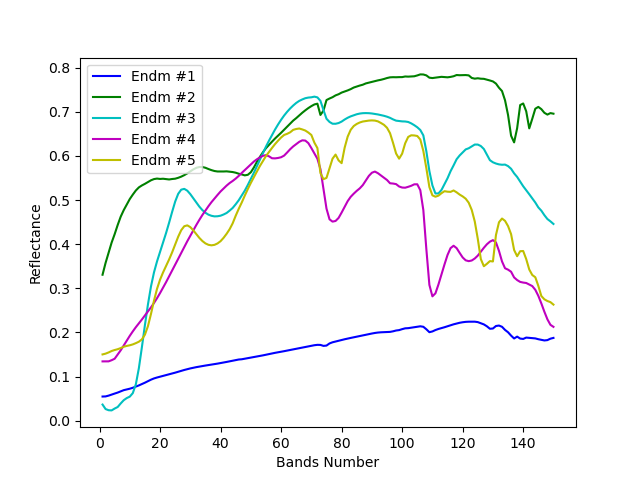 0.8
0.7
0.6
0.5
0.4
0.3
0.2
0.1
0.0
Reflectance
Endm #1
Endm #2
Endm #3
Endm #4
Endm #5
0 20 40 60 80 100 120 140
Bands Number